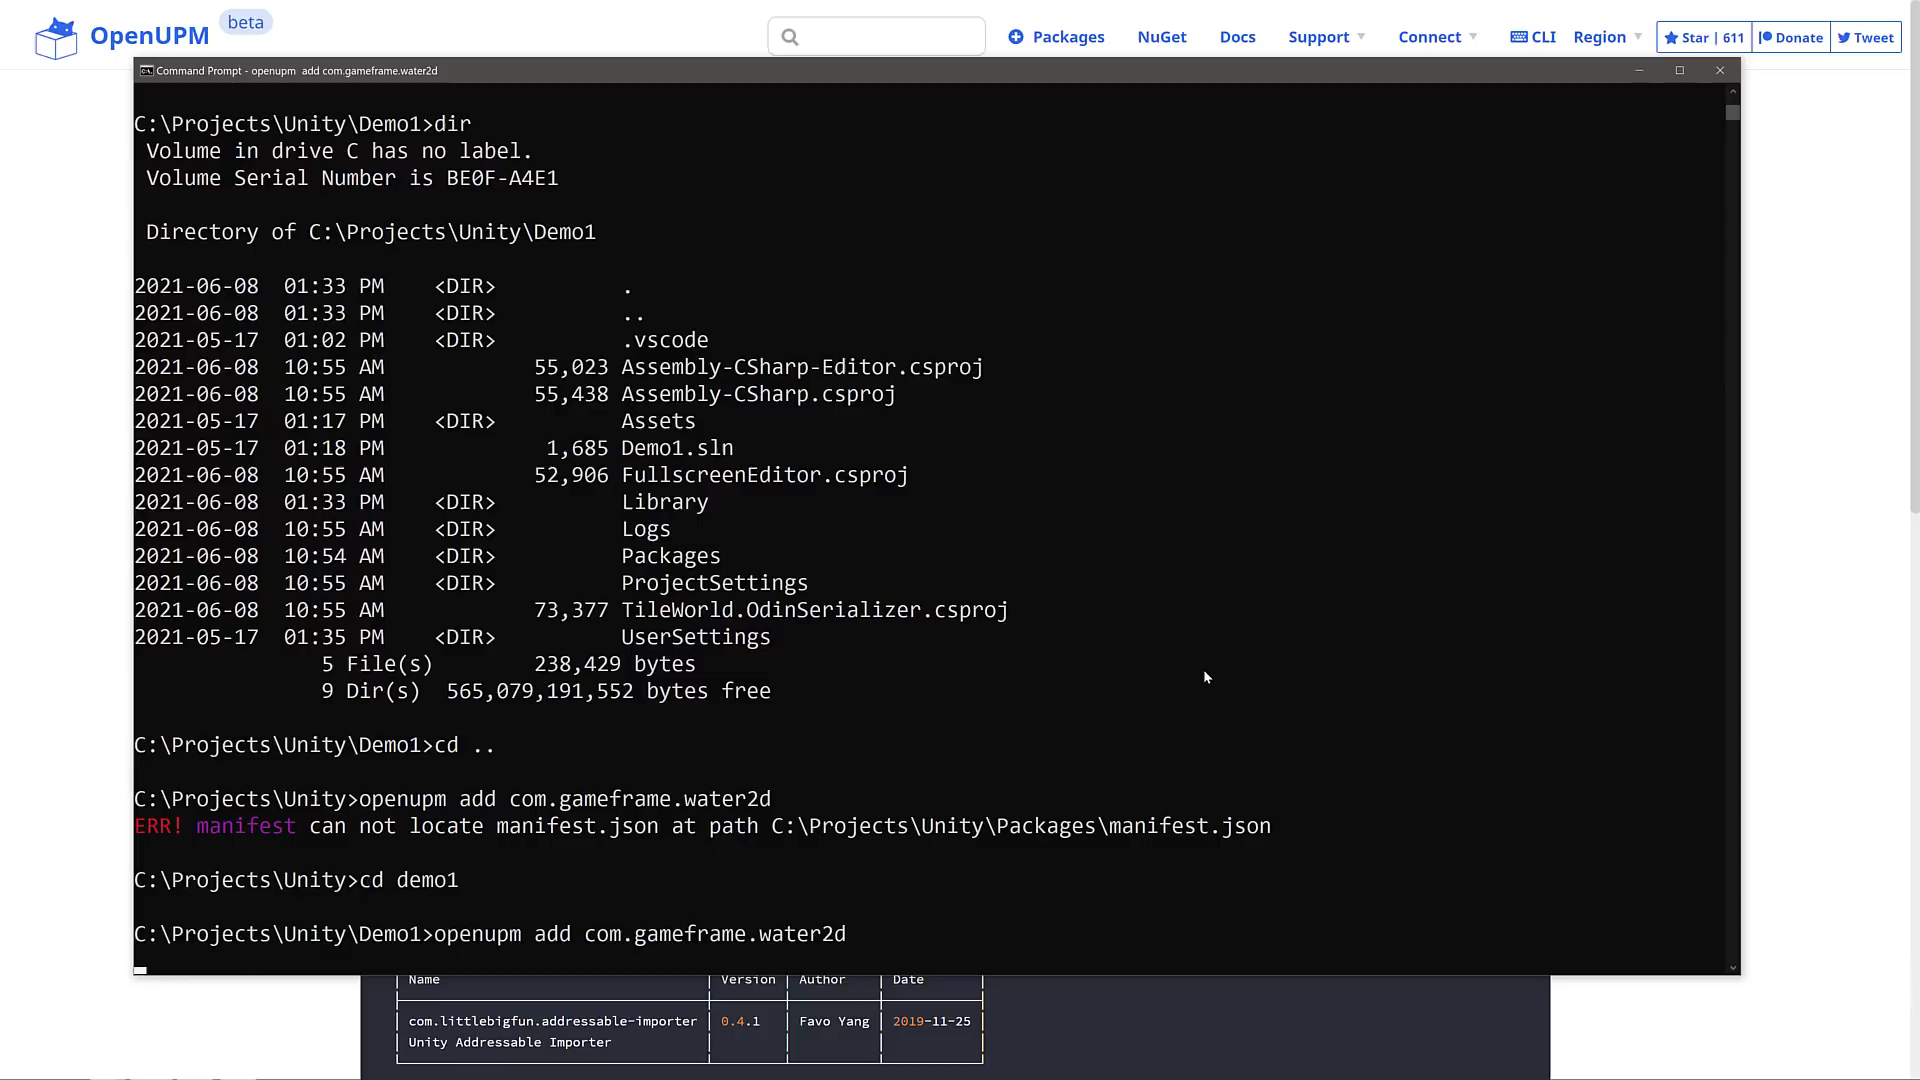 OpenUPM beta
Packages NuGet Docs Support Connect CLI Region Star | 611 Donate Tweet
Command Prompt - openupm  add com.gameframe.water2d
C:\Projects\Unity\Demo1>dir
Volume in drive C has no label.
Volume Serial Number is BE0F-A4E1
Directory of C:\Projects\Unity\Demo1
2021-06-08  01:33 PM    <DIR>          .
2021-06-08  01:33 PM    <DIR>          ..
2021-05-17  01:02 PM    <DIR>          .vscode
2021-06-08  10:55 AM            55,023 Assembly-CSharp-Editor.csproj
2021-06-08  10:55 AM            55,438 Assembly-CSharp.csproj
2021-05-17  01:17 PM    <DIR>          Assets
2021-05-17  01:18 PM             1,685 Demo1.sln
2021-06-08  10:55 AM            52,906 FullscreenEditor.csproj
2021-06-08  01:33 PM    <DIR>          Library
2021-06-08  10:55 AM    <DIR>          Logs
2021-06-08  10:54 AM    <DIR>          Packages
2021-06-08  10:55 AM    <DIR>          ProjectSettings
2021-06-08  10:55 AM            73,377 TileWorld.OdinSerializer.csproj
2021-05-17  01:35 PM    <DIR>          UserSettings
5 File(s)        238,429 bytes
9 Dir(s)  565,079,191,552 bytes free
C:\Projects\Unity\Demo1>cd ..
C:\Projects\Unity>openupm add com.gameframe.water2d
ERR! manifest can not locate manifest.json at path C:\Projects\Unity\Packages\manifest.json
C:\Projects\Unity>cd demo1
C:\Projects\Unity\Demo1>openupm add com.gameframe.water2d
Name Version Author Date
com.littlebigfun.addressable-importer 0.4.1 Favo Yang 2019-11-25
Unity Addressable Importer